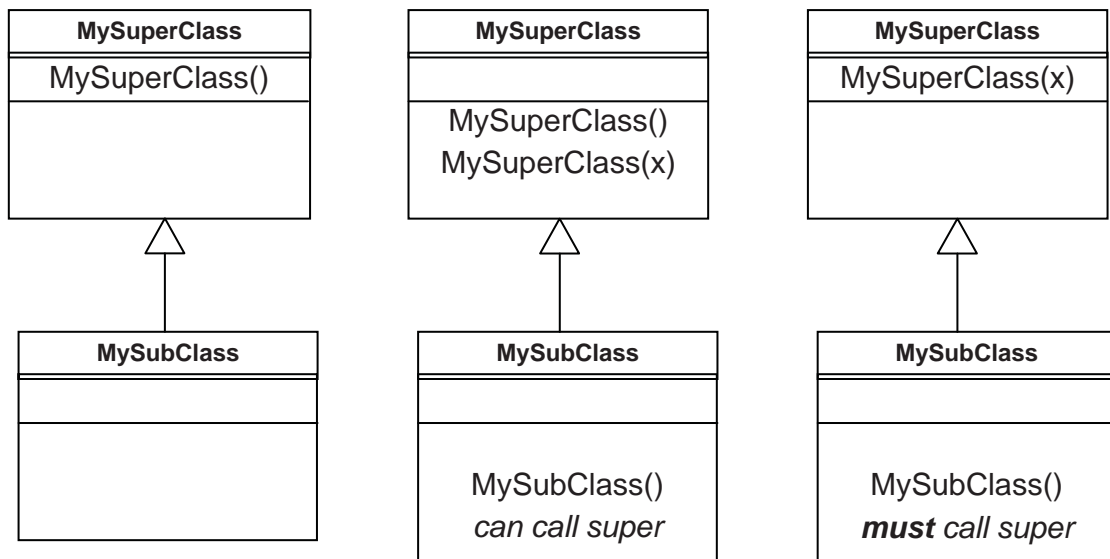 MySuperClass
MySuperClass()
MySubClass
MySuperClass
MySuperClass()
MySuperClass(x)
MySubClass
MySubClass()
can call super
MySuperClass
MySuperClass(x)
MySubClass
MySubClass()
must call super